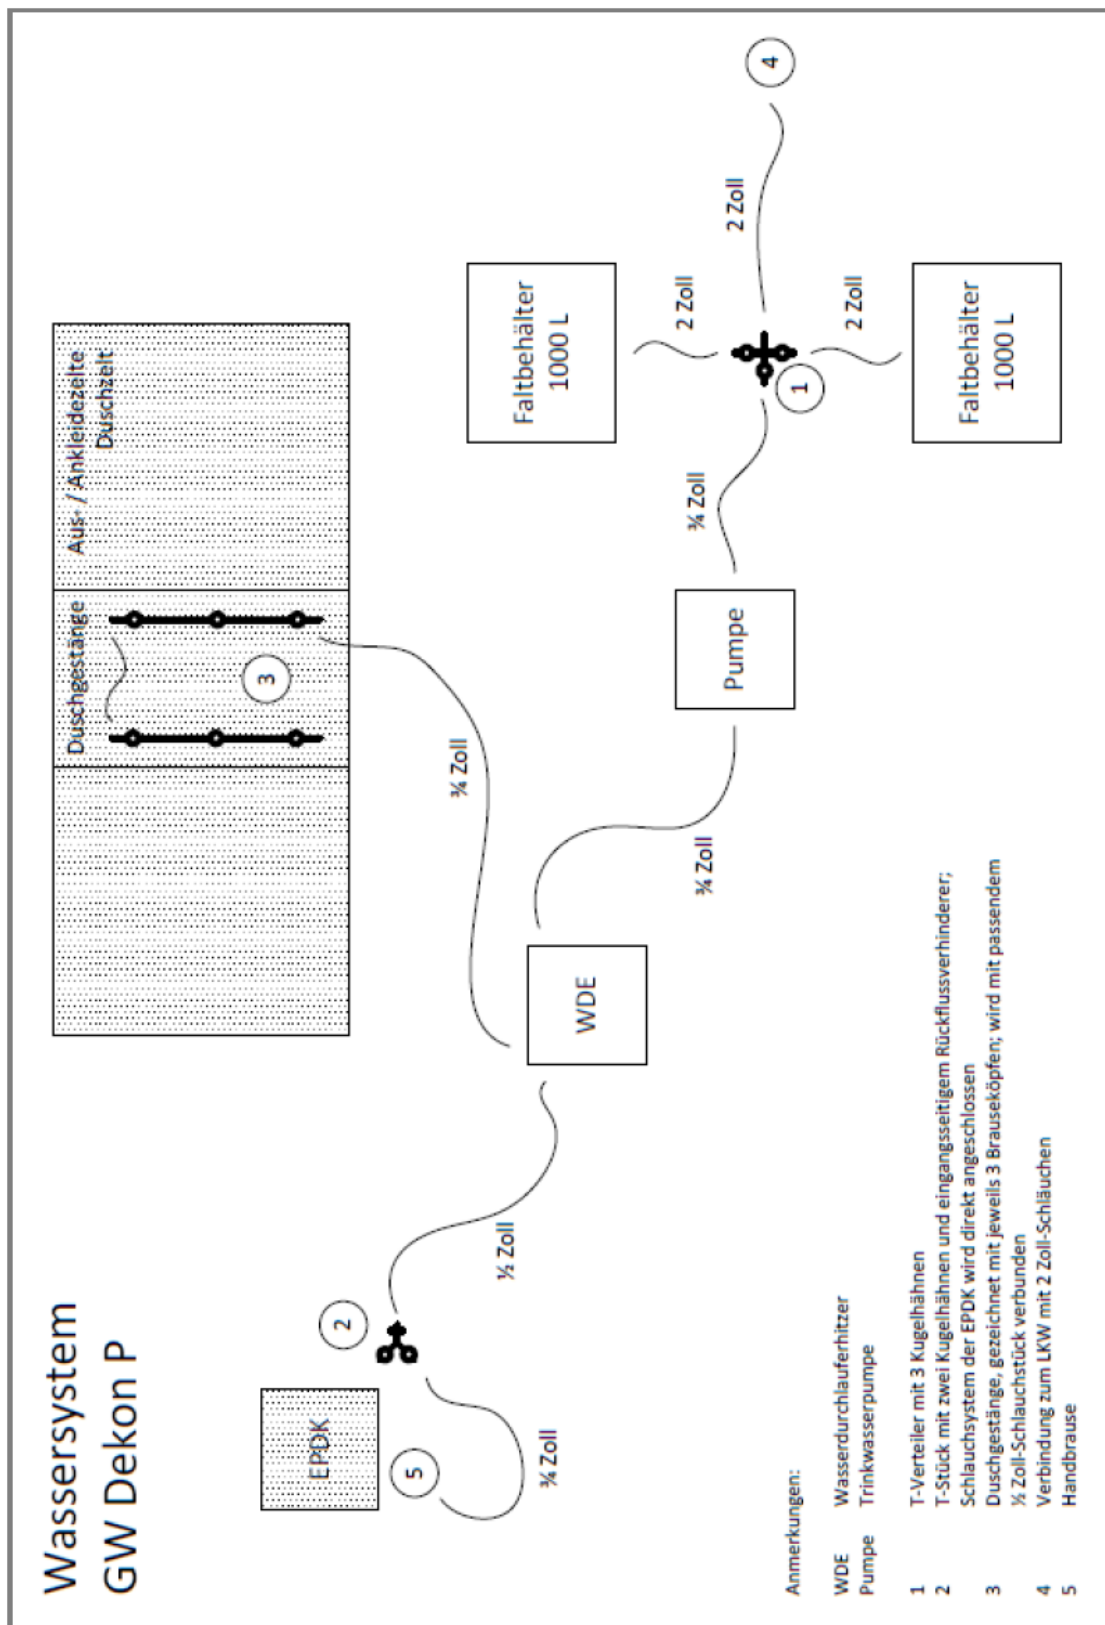 Wassersystem
GW Dekon P
EPDK
5
¾ Zoll
2
½ Zoll
WDE
¾ Zoll
¾ Zoll
Duschgestänge
3
Aus- / Ankleidezelte
Duschzelt
Pumpe
¾ Zoll
1
Faltbehälter
1000 L
2 Zoll
2 Zoll
Faltbehälter
1000 L
2 Zoll
4
Anmerkungen:
WDE Wasserdurchlauferhitzer
Pumpe Trinkwasserpumpe
1 T-Verteiler mit 3 Kugelhähnen
2 T-Stück mit zwei Kugelhähnen und eingangsseitigem Rückflussverhinderer;
Schlauchsystem der EPDK wird direkt angeschlossen
3 Duschgestänge, gezeichnet mit jeweils 3 Brauseköpfen; wird mit passendem
½ Zoll-Schlauchstück verbunden
4 Verbindung zum LKW mit 2 Zoll-Schläuchen
5 Handbrause